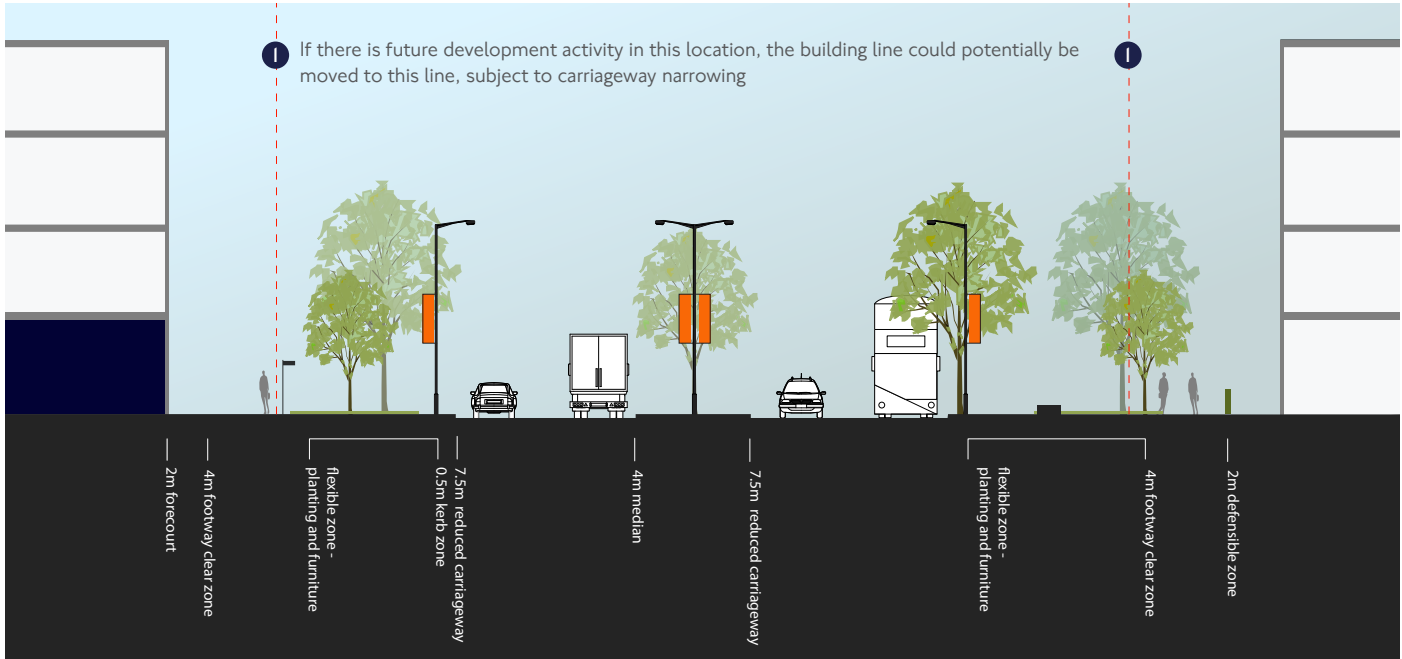 I
If there is future development activity in this location, the building line could potentially be
moved to this line, subject to carriageway narrowing
I
2m forecourt
4m footway clear zone
flexible zone -
planting and furniture
0.5m kerb zone
7.5m reduced carriageway
4m median
7.5m reduced carriageway
flexible zone -
planting and furniture
4m footway clear zone
2m defensible zone